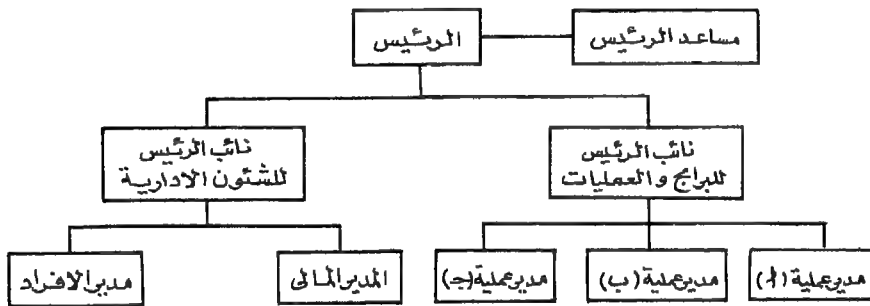 مساعد الرئيس
الرئيس
نائب الرئيس
للبرامج والعمليات
نائب الرئيس
للشئون الادارية
مدير عملية (أ)
مدير عملية (ب)
مدير عملية (جـ)
المدير المالى
مدير الافراد